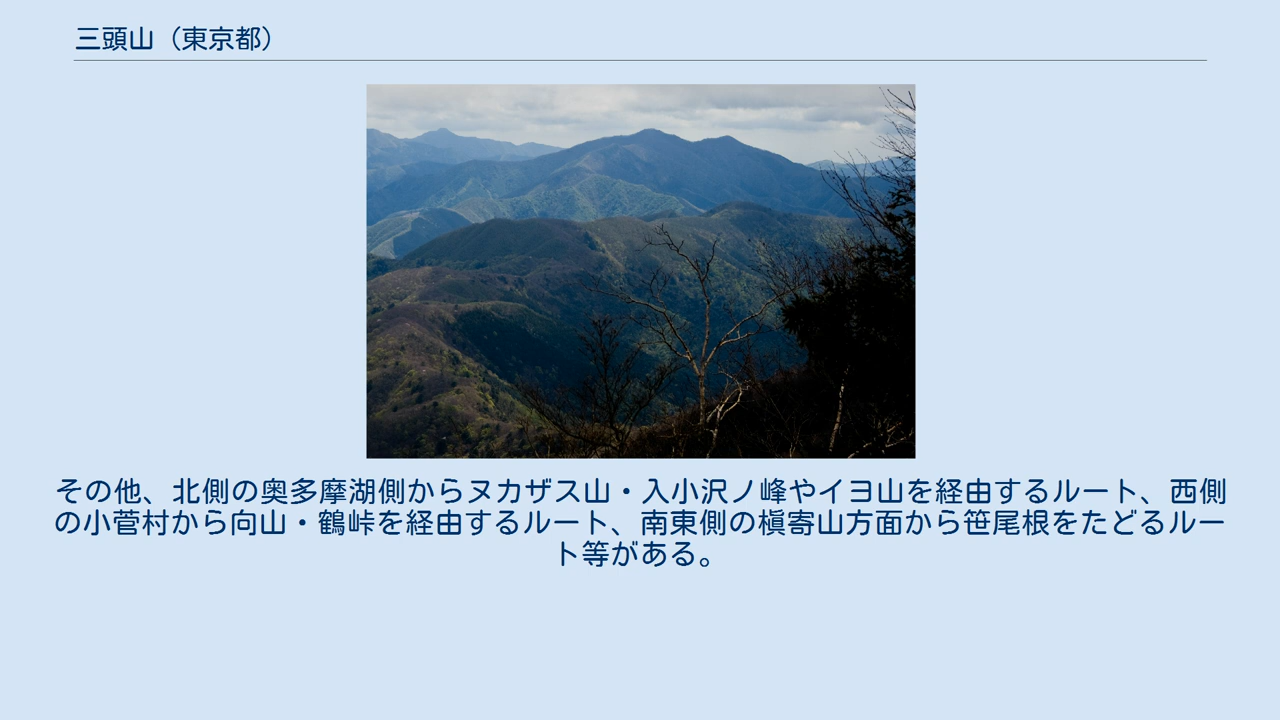 三頭山（東京都）
その他、北側の奥多摩湖側からヌカザス山・入小沢ノ峰やイヨ山を経由するルート、西側
の小菅村から向山・鶴峠を経由するルート、南東側の槇寄山方面から笹尾根をたどるルー
ト等がある。